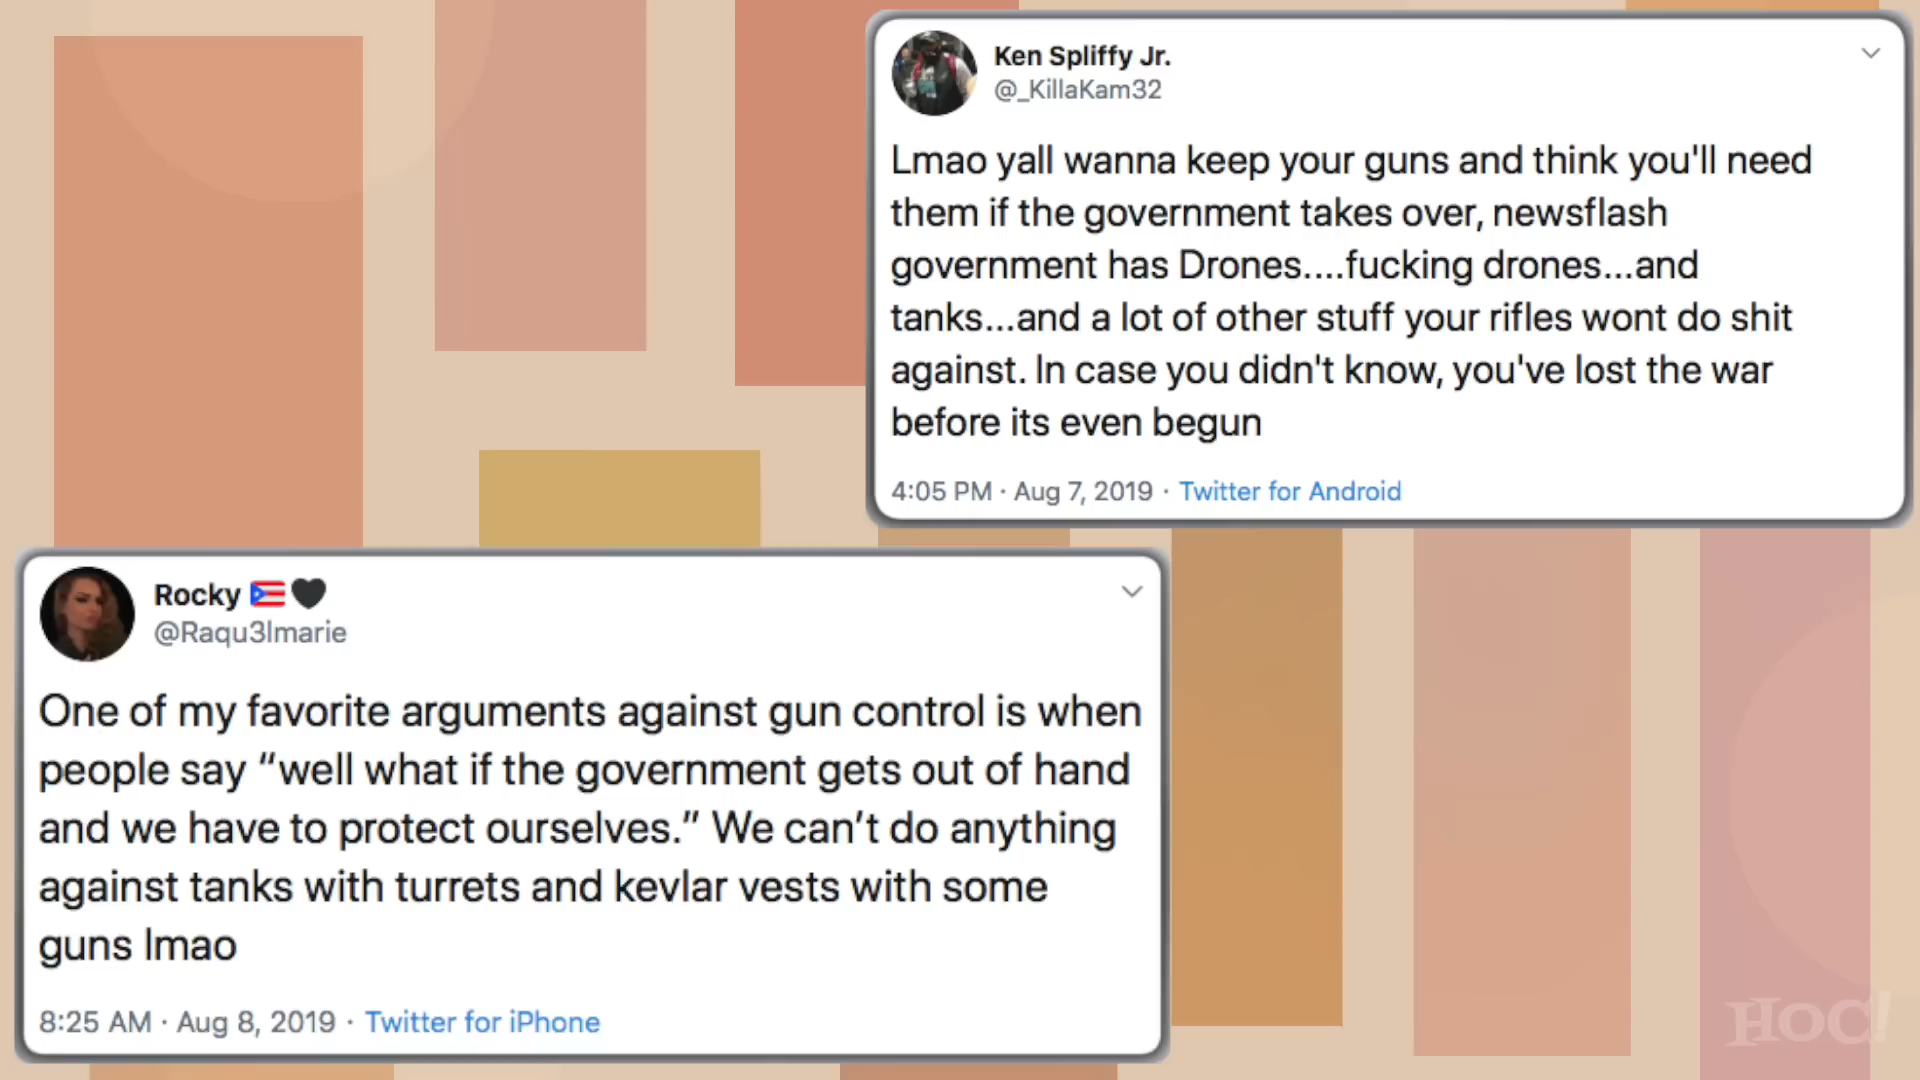 Ken Spliffy Jr.
@_KillaKam32
Lmao yall wanna keep your guns and think you'll need
them if the government takes over, newsflash
government has Drones....fucking drones...and
tanks...and a lot of other stuff your rifles wont do shit
against. In case you didn't know, you've lost the war
before its even begun
4:05 PM · Aug 7, 2019 · Twitter for Android
Rocky 🇵🇷🖤
@Raqu3lmarie
One of my favorite arguments against gun control is when
people say “well what if the government gets out of hand
and we have to protect ourselves.” We can’t do anything
against tanks with turrets and kevlar vests with some
guns lmao
8:25 AM · Aug 8, 2019 · Twitter for iPhone
HOC!